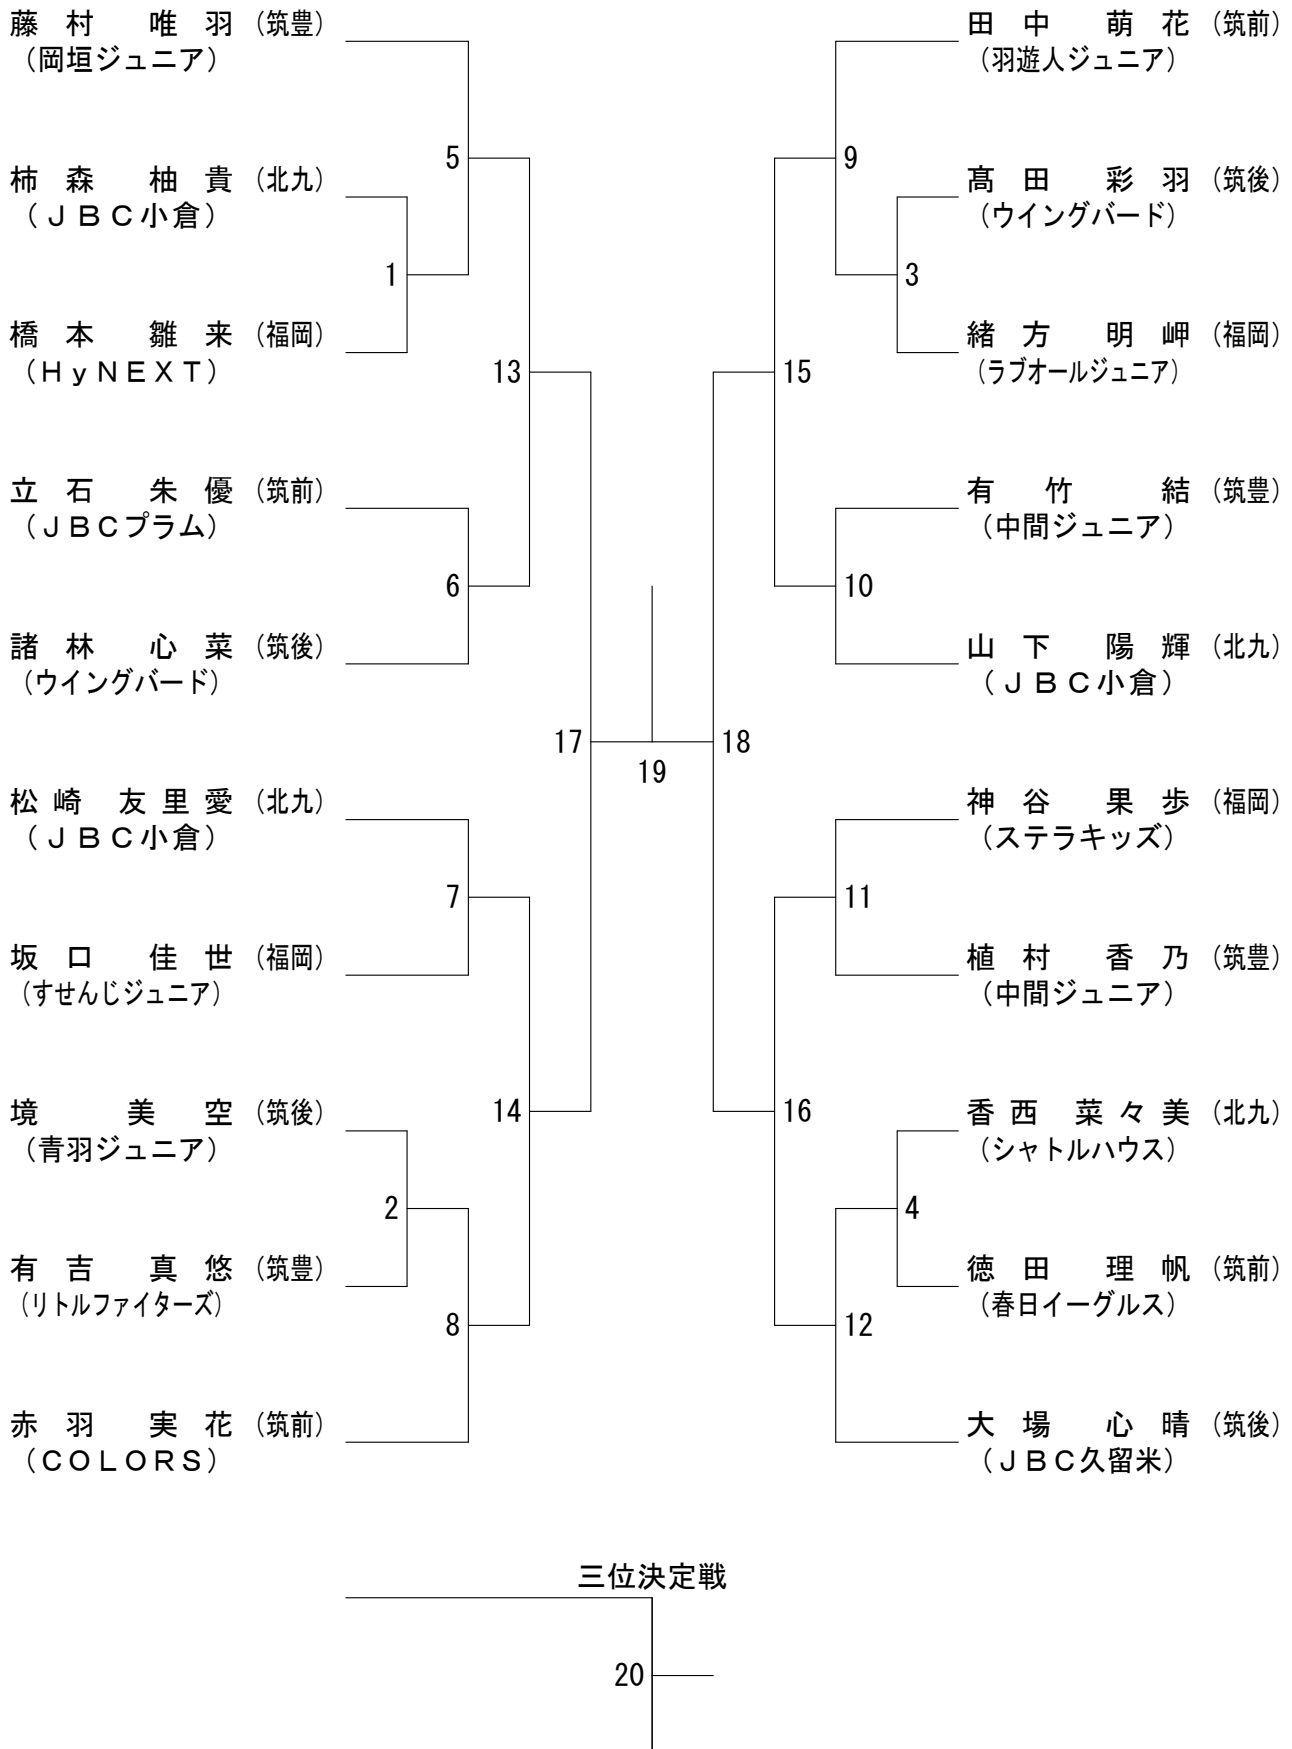 藤村 唯羽 (筑豊)
(岡垣ジュニア)
5
柿森 柚貴 (北九)
(ＪＢＣ小倉)
1
橋本 雛来 (福岡)
(ＨｙＮＥＸＴ)
13
立石 朱優 (筑前)
(ＪＢＣプラム)
6
諸林 心菜 (筑後)
(ウイングバード)
17
松崎 友里愛 (北九)
(ＪＢＣ小倉)
7
坂口 佳世 (福岡)
(すせんじジュニア)
境 美空 (筑後)
(青羽ジュニア)
14
2
有吉 真悠 (筑豊)
(リトルファイターズ)
8
赤羽 実花 (筑前)
(ＣＯＬＯＲＳ)
19
田中 萌花 (筑前)
(羽遊人ジュニア)
9
髙田 彩羽 (筑後)
(ウイングバード)
3
緒方 明岬 (福岡)
(ラブオールジュニア)
15
有竹 結 (筑豊)
(中間ジュニア)
10
山下 陽輝 (北九)
(ＪＢＣ小倉)
18
神谷 果歩 (福岡)
(ステラキッズ)
11
植村 香乃 (筑豊)
(中間ジュニア)
香西 菜々美 (北九)
(シャトルハウス)
16
4
徳田 理帆 (筑前)
(春日イーグルス)
12
大場 心晴 (筑後)
(ＪＢＣ久留米)
三位決定戦
20